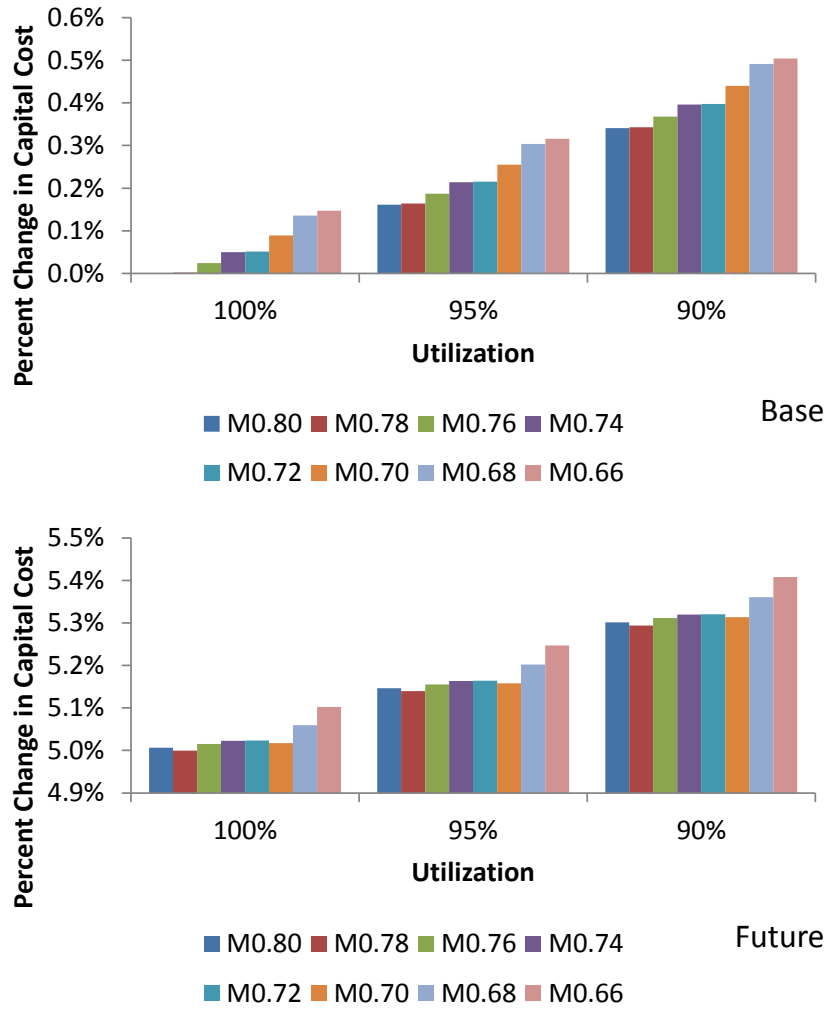 Percent Change in Capital Cost
0.6%
0.5%
0.4%
0.3%
0.2%
0.1%
0.0%
100% 95% 90%
Utilization
Base
M0.80 M0.78 M0.76 M0.74
M0.72 M0.70 M0.68 M0.66
Percent Change in Capital Cost
5.5%
5.4%
5.3%
5.2%
5.1%
5.0%
4.9%
100% 95% 90%
Utilization
Future
M0.80 M0.78 M0.76 M0.74
M0.72 M0.70 M0.68 M0.66